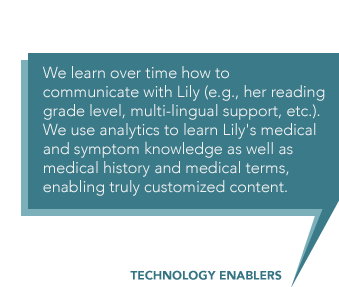 We learn over time how to
communicate with Lily (e.g., her reading
grade level, multi-lingual support, etc.).
We use analytics to learn Lily's medical
and symptom knowledge as well as
medical history and medical terms,
enabling truly customized content.
TECHNOLOGY ENABLERS